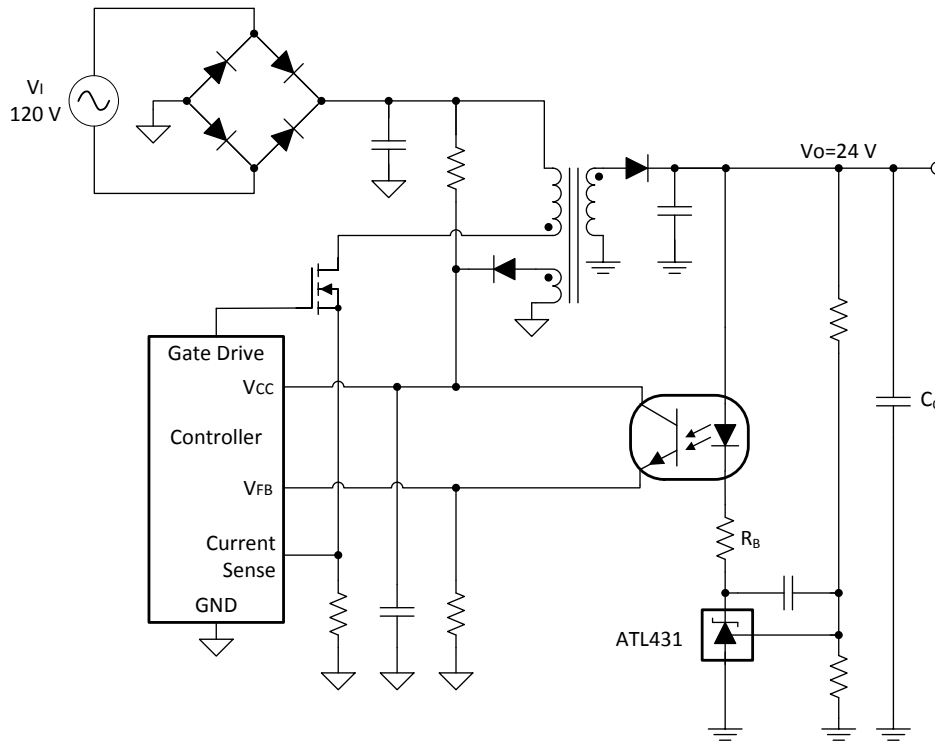 VI
120 V
Vo=24 V
Gate Drive
VCC
Controller
VFB
Current
Sense
GND
RB
ATL431